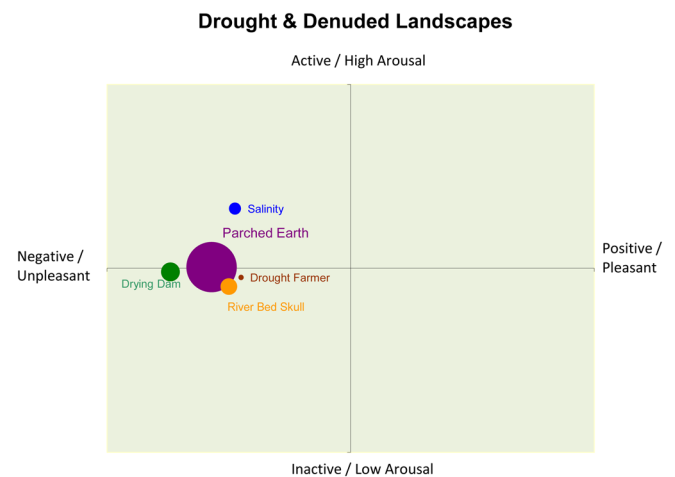 Drought & Denuded Landscapes
Active / High Arousal
Salinity
Parched Earth
Negative /
Unpleasant
Positive /
Pleasant
Drying Dam
Drought Farmer
River Bed Skull
Inactive / Low Arousal